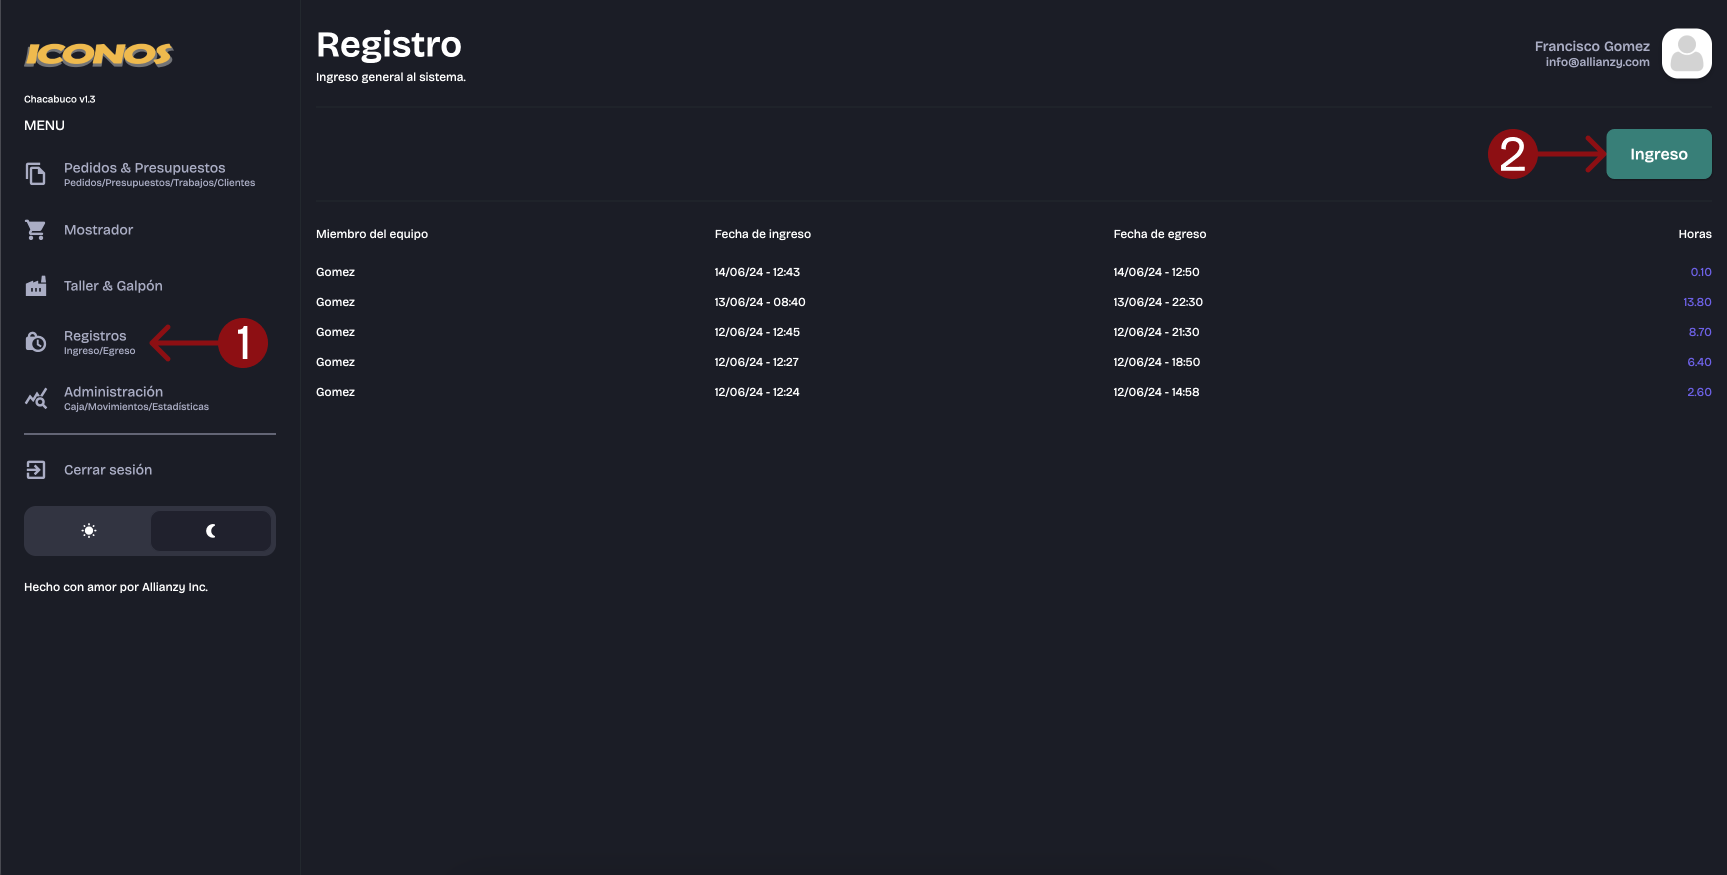 ICONOS
Chacabuco v1.3
MENU
Pedidos & Presupuestos
Pedidos/Presupuestos/Trabajos/Clientes
Mostrador
Taller & Galpón
Registros
Ingreso/Egreso
1
Administración
Caja/Movimientos/Estadísticas
Cerrar sesión
Hecho con amor por Allianzy Inc.
Registro
Ingreso general al sistema.
Francisco Gomez
info@allianzy.com
2 Ingreso
Miembro del equipo Fecha de ingreso Fecha de egreso Horas
Gomez 14/06/24 - 12:43 14/06/24 - 12:50 0.10
Gomez 13/06/24 - 08:40 13/06/24 - 22:30 13.80
Gomez 12/06/24 - 12:45 12/06/24 - 21:30 8.70
Gomez 12/06/24 - 12:27 12/06/24 - 18:50 6.40
Gomez 12/06/24 - 12:24 12/06/24 - 14:58 2.60